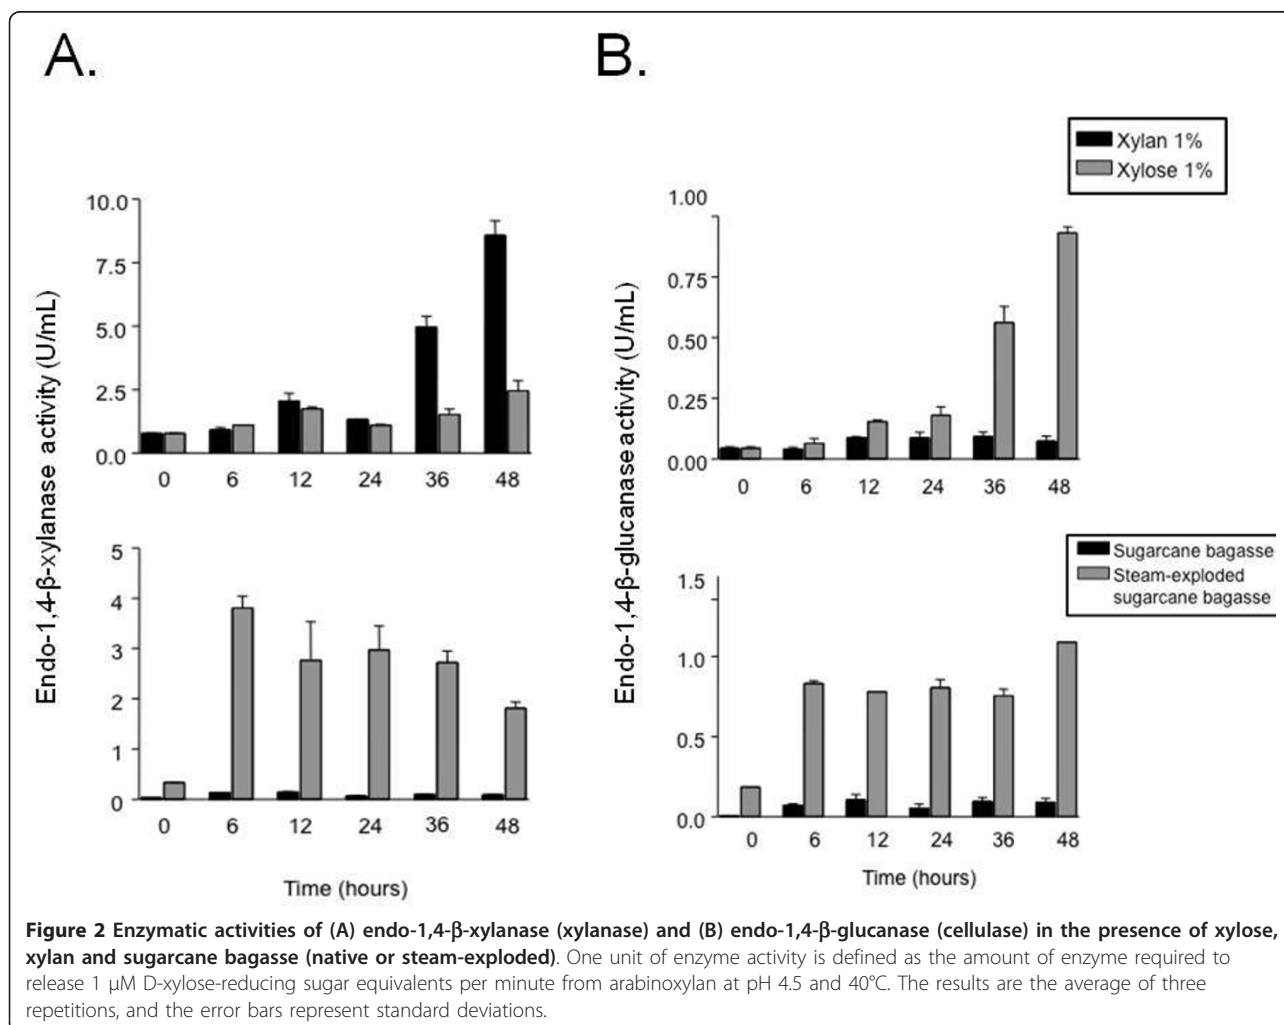 A.
B.
Xylan 1%
Xylose 1%
Endo-1,4-β-xylanase activity (U/mL)
10.0
7.5
5.0
2.5
0.0
0 6 12 24 36 48
5
4
3
2
1
0
0 6 12 24 36 48
Time (hours)
Endo-1,4-β-glucanase activity (U/mL)
1.00
0.75
0.50
0.25
0.00
0 6 12 24 36 48
Sugarcane bagasse
Steam-exploded
sugarcane bagasse
1.5
1.0
0.5
0.0
0 6 12 24 36 48
Time (hours)
Figure 2 Enzymatic activities of (A) endo-1,4-β-xylanase (xylanase) and (B) endo-1,4-β-glucanase (cellulase) in the presence of xylose,
xylan and sugarcane bagasse (native or steam-exploded). One unit of enzyme activity is defined as the amount of enzyme required to
release 1 μM D-xylose-reducing sugar equivalents per minute from arabinoxylan at pH 4.5 and 40°C. The results are the average of three
repetitions, and the error bars represent standard deviations.